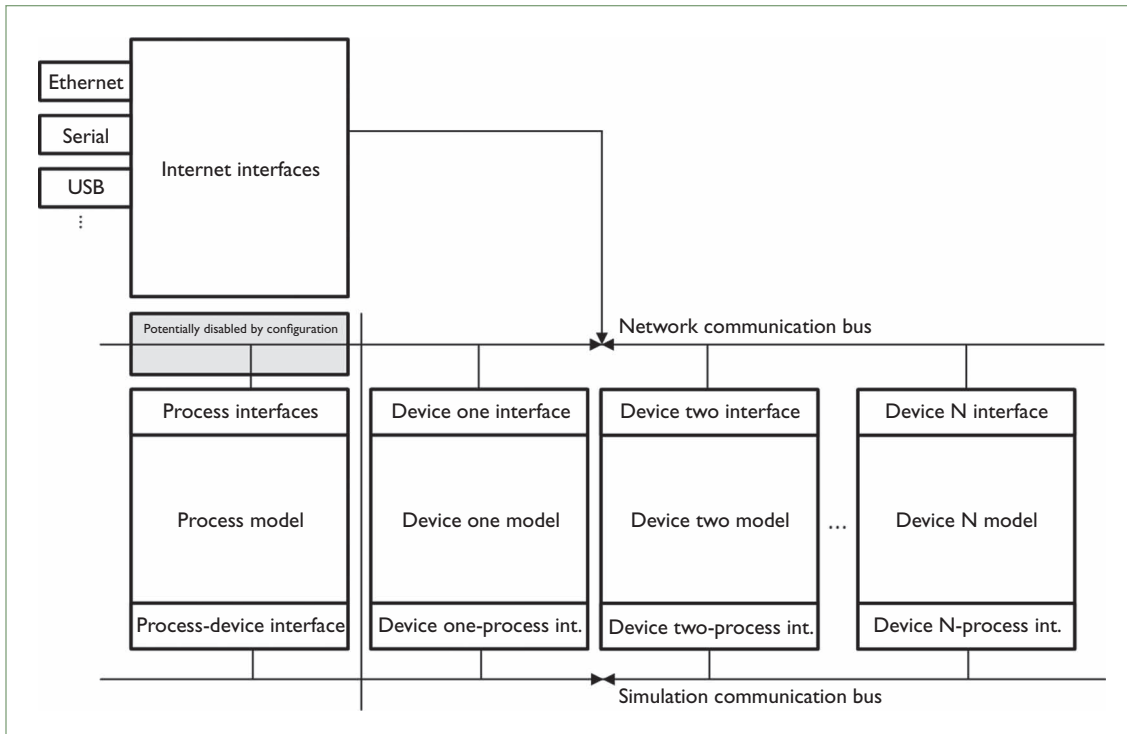 Ethernet
Serial
USB
⋮
Internet interfaces
Potentially disabled by configuration
Network communication bus
Process interfaces
Device one interface
Device two interface
Device N interface
Process model
Device one model
Device two model
...
Device N model
Process-device interface
Device one-process int.
Device two-process int.
Device N-process int.
Simulation communication bus